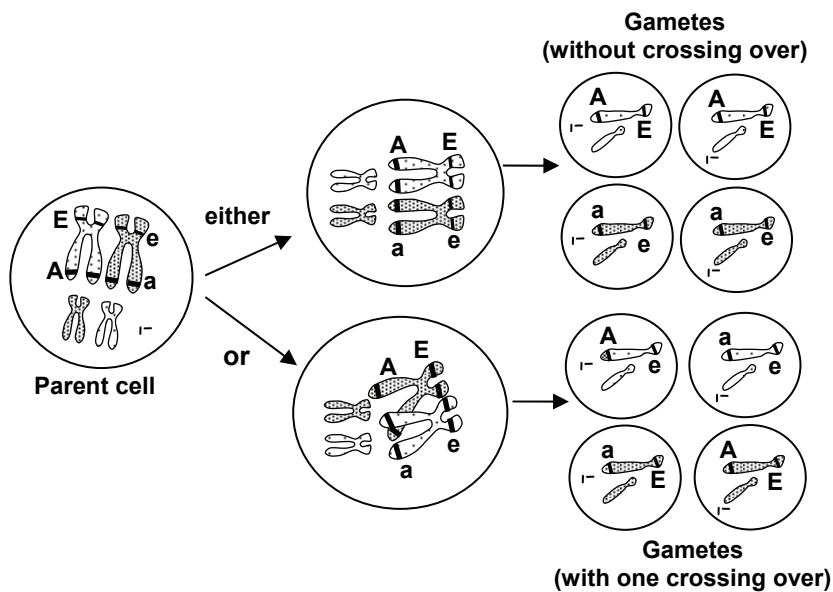 Gametes
(without crossing over)
A
E
A
E
A
E
a
e
a
e
a
e
either
E
e
A
a
Parent cell
or
A
E
a
e
A
e
a
e
a
E
A
E
Gametes
(with one crossing over)